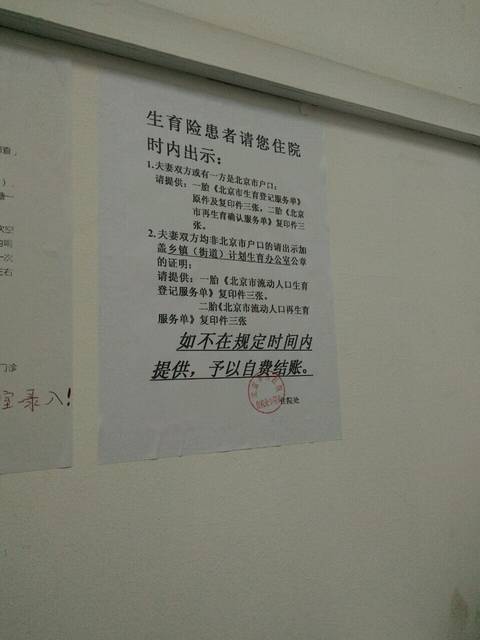 生育险患者请您住院
时内出示：
1.夫妻双方或有一方是北京市户口：
请提供：一胎《北京市生育登记服务单》
原件及复印件三张，二胎《北京
市再生育确认服务单》复印件三
张。
2.夫妻双方均非北京市户口的请出示加
盖乡镇（街道）计划生育办公室公章
的证明：
请提供：一胎《北京市流动人口生育
登记服务单》复印件三张。
二胎《北京市流动人口再生育
服务单》复印件三张
如不在规定时间内
提供，予以自费结账。
住院处
门诊
室录入！